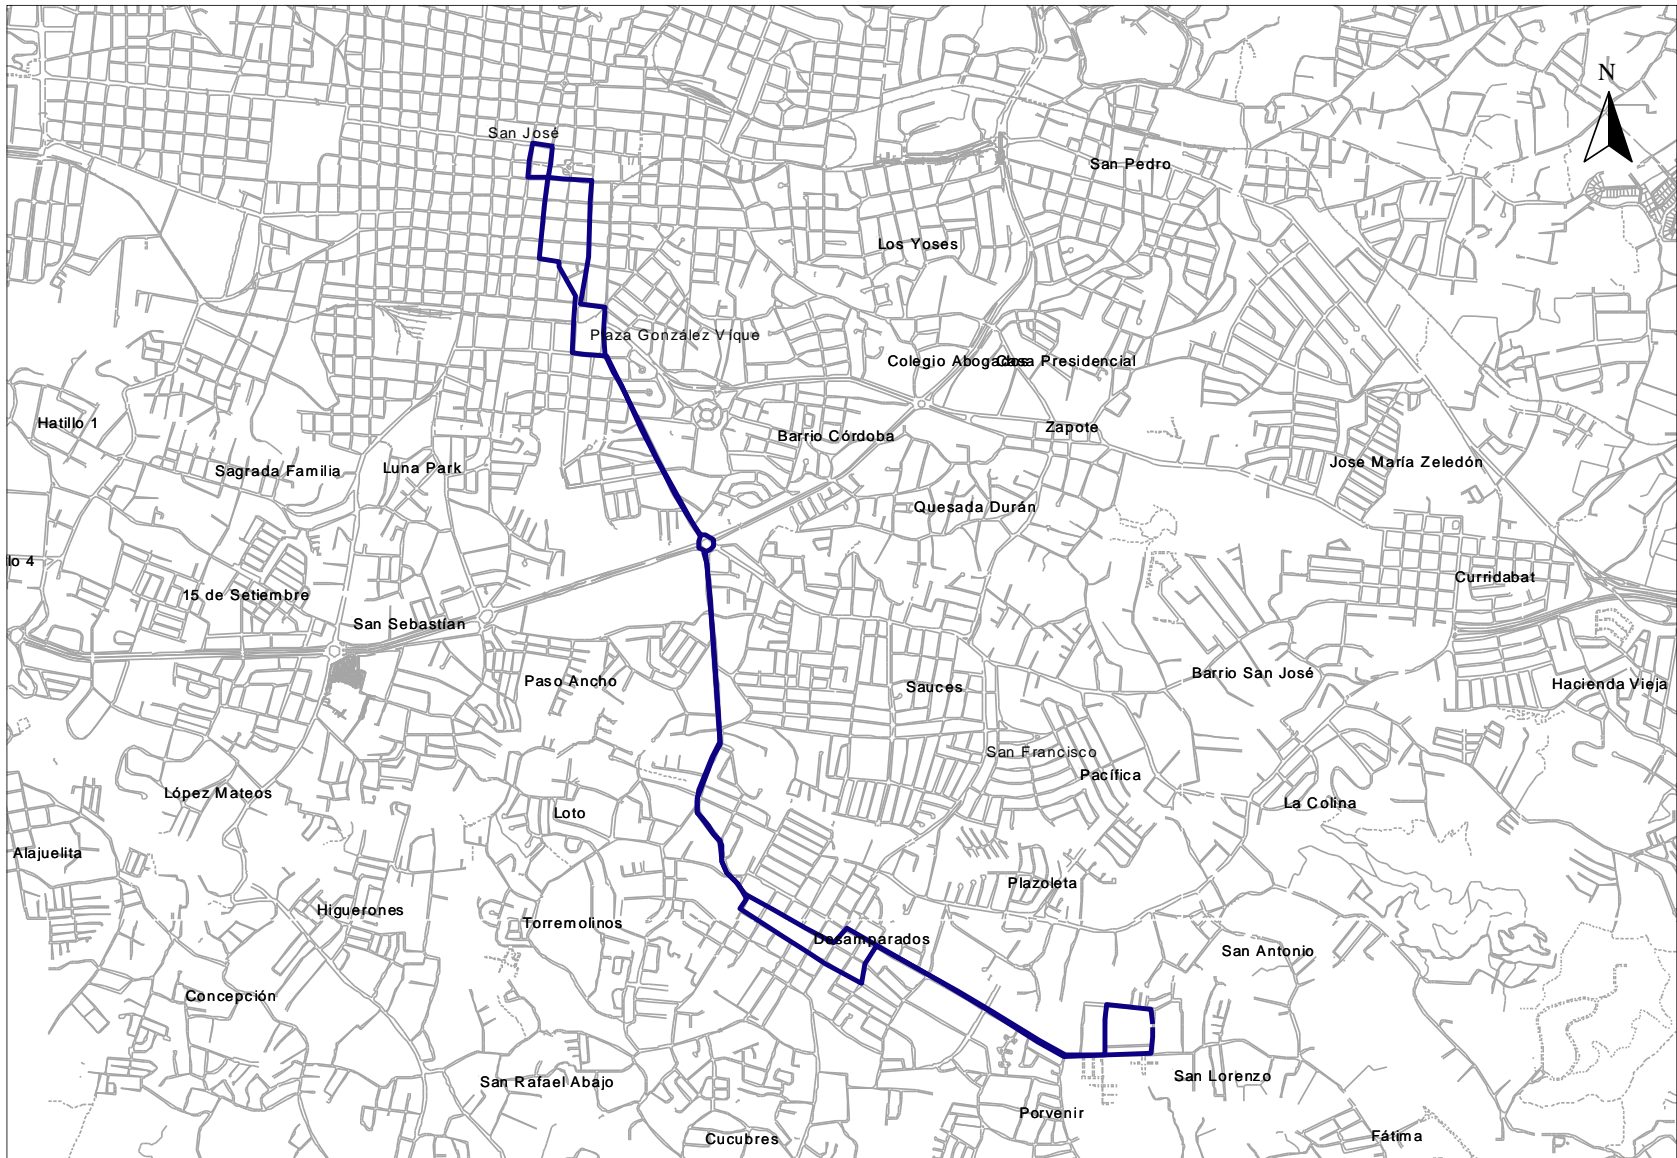 N
San José
San Pedro
Los Yoses
Plaza González Víque
Colegio Abogados
Casa Presidencial
Hatillo 1
Barrio Córdoba
Zapote
Sagrada Familia
Luna Park
Jose María Zeledón
Quesada Durán
llo 4
15 de Setiembre
Curridabat
San Sebastían
Paso Ancho
Sauces
Barrio San José
Hacienda Vieja
San Francisco
Pacífica
López Mateos
Loto
La Colina
Alajuelita
Plazoleta
Higuerones
Torremolinos
Desamparados
San Antonio
Concepción
San Rafael Abajo
San Lorenzo
Porvenir
Cucubres
Fátima